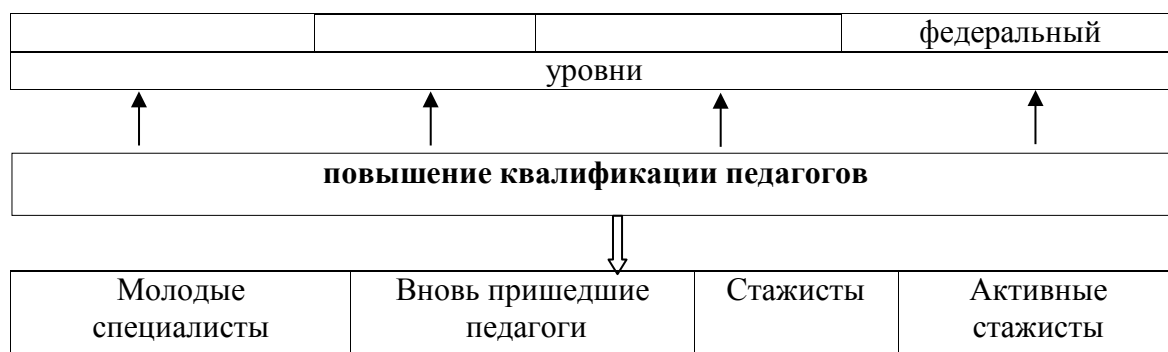 федеральный
уровни
повышение квалификации педагогов
Молодые Вновь пришедшие Стажисты Активные
специалисты педагоги стажисты